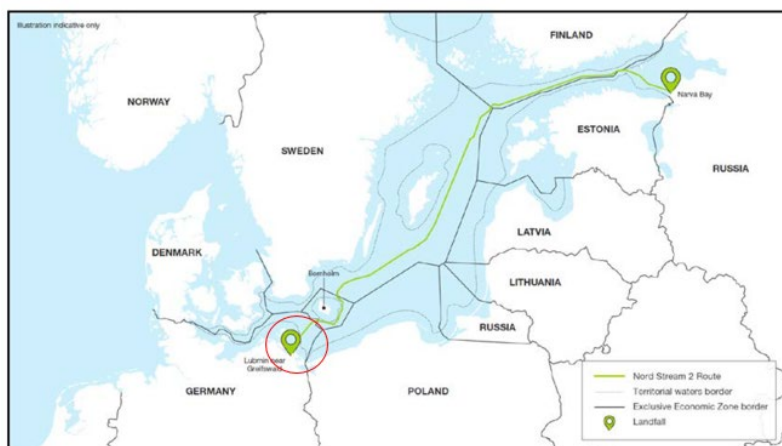 Illustration indicative only
FINLAND
NORWAY
Narva Bay
ESTONIA
SWEDEN
RUSSIA
LATVIA
DENMARK
Bornholm
LITHUANIA
RUSSIA
Lubmin near
Greifswald
GERMANY
POLAND
Nord Stream 2 Route
Territorial waters border
Exclusive Economic Zone border
Landfall